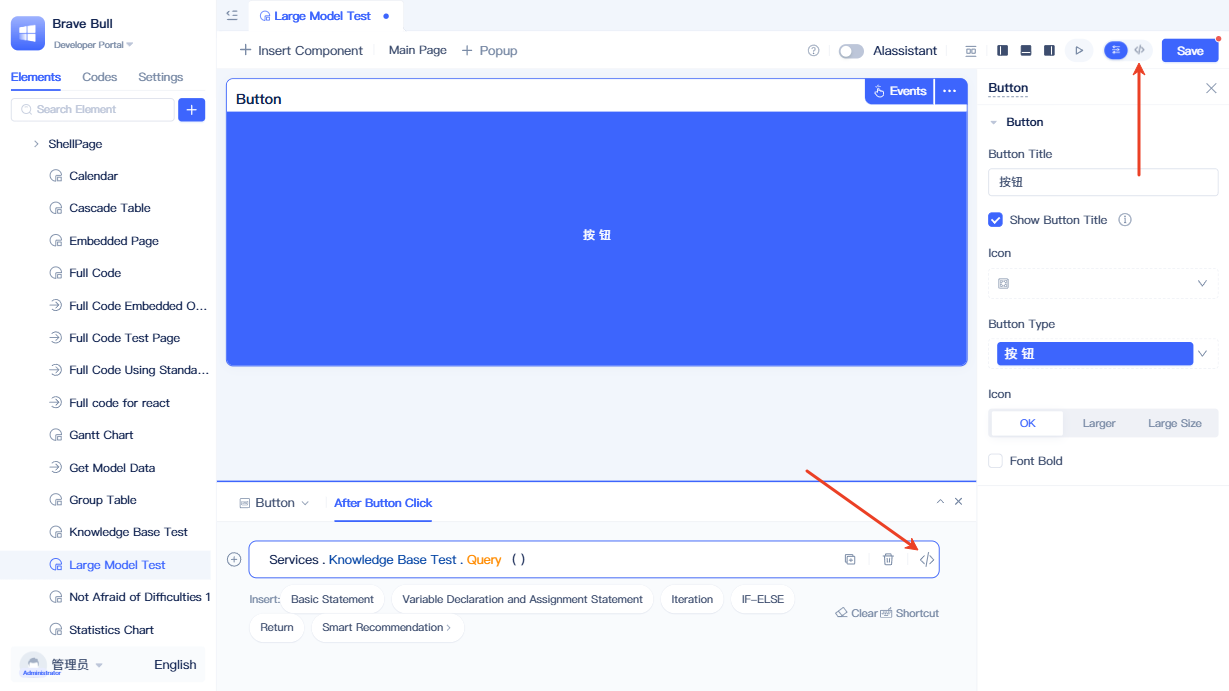 Brave Bull
Developer Portal
Elements
Codes
Settings
Search Element
ShellPage
Calendar
Cascade Table
Embedded Page
Full Code
Full Code Embedded O...
Full Code Test Page
Full Code Using Standa...
Full code for react
Gantt Chart
Get Model Data
Group Table
Knowledge Base Test
Large Model Test
Not Afraid of Difficulties 1
Statistics Chart
Administrator
管理员
English
Large Model Test
Insert Component
Main Page
Popup
AIassistant
Save
Button
Events
按 钮
Button
After Button Click
Services . Knowledge Base Test . Query ( )
Insert: Basic Statement Variable Declaration and Assignment Statement Iteration IF-ELSE
Return Smart Recommendation
Clear Shortcut
Button
Button
Button Title
按钮
Show Button Title
Icon
Button Type
按 钮
Icon
OK Larger Large Size
Font Bold